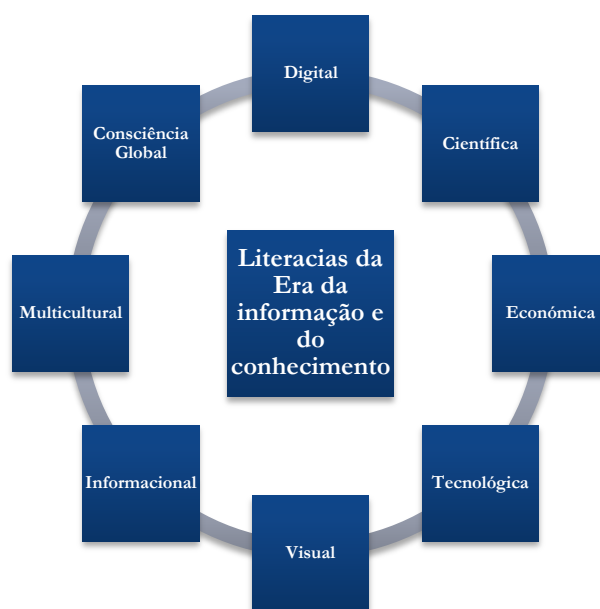 Digital
Científica
Económica
Tecnológica
Visual
Informacional
Multicultural
Consciência
Global
Literacias da
Era da
informação e
do
conhecimento